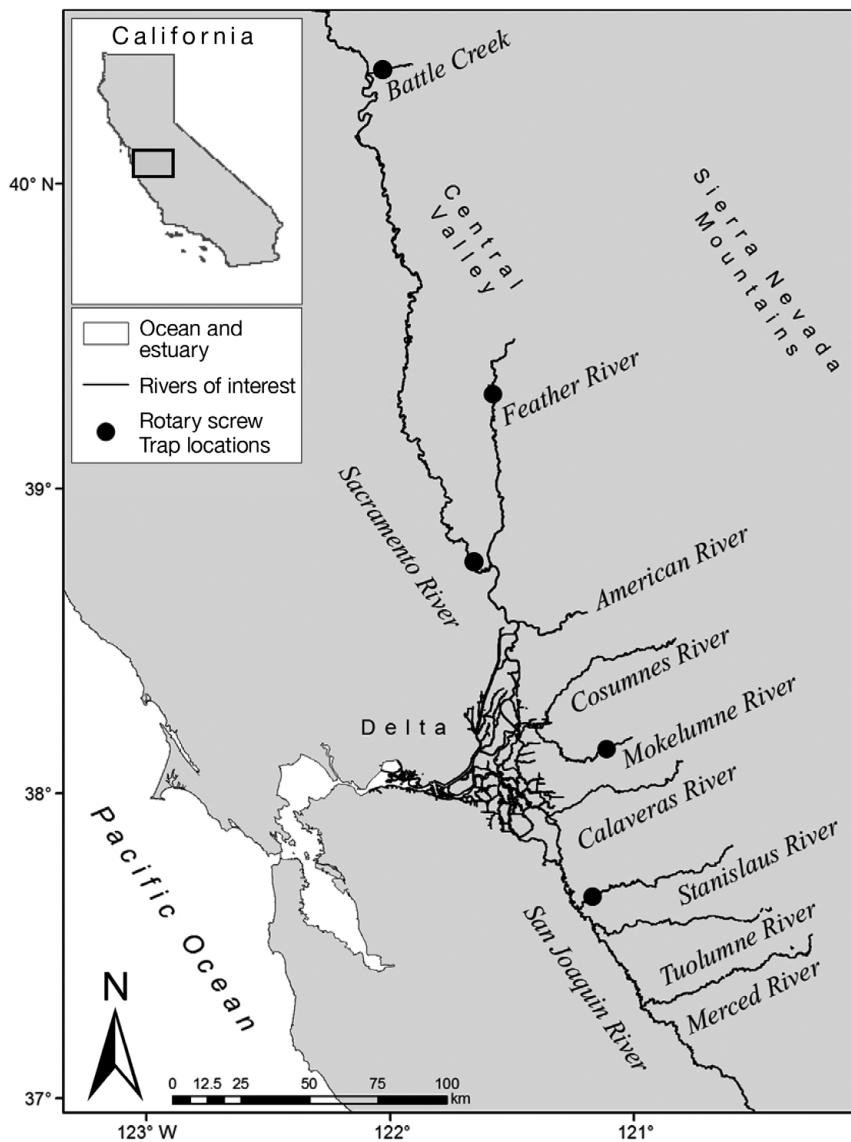 California
Ocean and
estuary
Rivers of interest
Rotary screw
Trap locations
Battle Creek
Central
Valley
Sierra Nevada
Mountains
Feather River
Sacramento River
American River
Cosumnes River
Mokelumne River
Delta
Calaveras River
Stanislaus River
Tuolumne River
Merced River
San Joaquin River
Pacific Ocean
N
0 12.5 25 50 75 100
km
40° N
39°
38°
37°
123° W 122° 121°